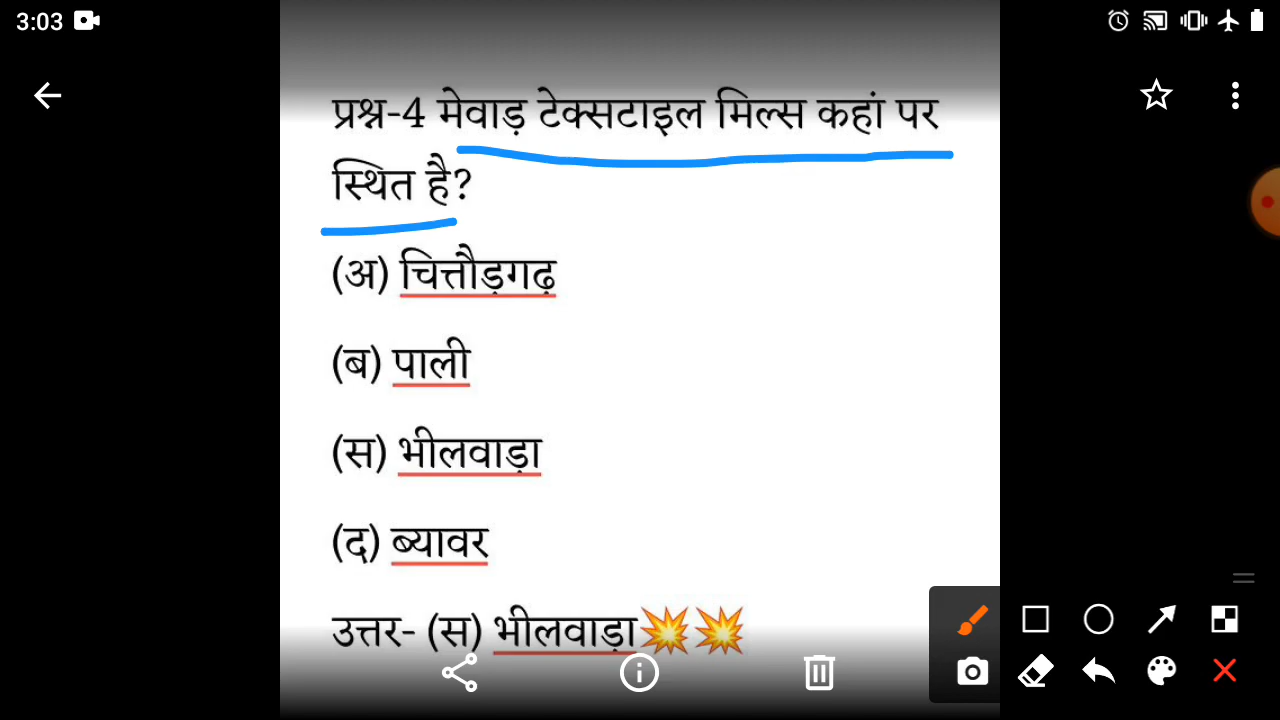 3:03
प्रश्न-4 मेवाड़ टेक्सटाइल मिल्स कहां पर
स्थित है?
(अ) चित्तौड़गढ़
(ब) पाली
(स) भीलवाड़ा
(द) ब्यावर
उत्तर- (स) भीलवाड़ा💥💥